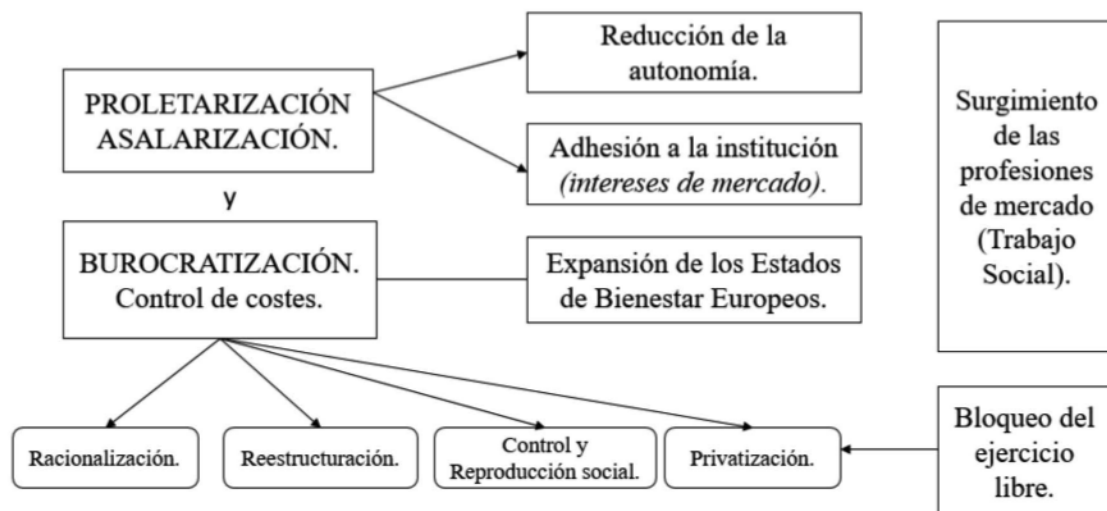 PROLETARIZACIÓN
ASALARIZACIÓN.
y
BUROCRATIZACIÓN.
Control de costes.
Reducción de la
autonomía.
Adhesión a la institución
(intereses de mercado).
Expansión de los Estados
de Bienestar Europeos.
Surgimiento
de las
profesiones
de mercado
(Trabajo
Social).
Racionalización.
Reestructuración.
Control y
Reproducción social.
Privatización.
Bloqueo del
ejercicio
libre.